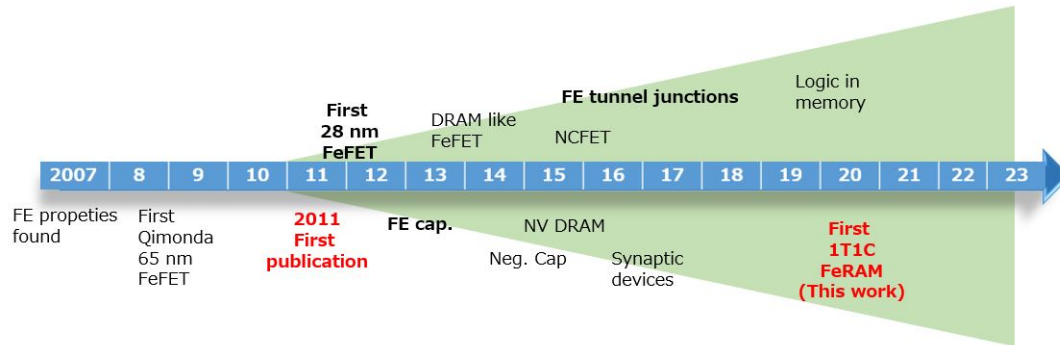 First
28 nm
FeFET
DRAM like
FeFET
FE tunnel junctions
NCFET
Logic in
memory
2007 8 9 10 11 12 13 14 15 16 17 18 19 20 21 22 23
FE propeties
found
First
Qimonda
65 nm
FeFET
2011
First
publication
FE cap.
Neg. Cap
NV DRAM
Synaptic
devices
First
1T1C
FeRAM
(This work)